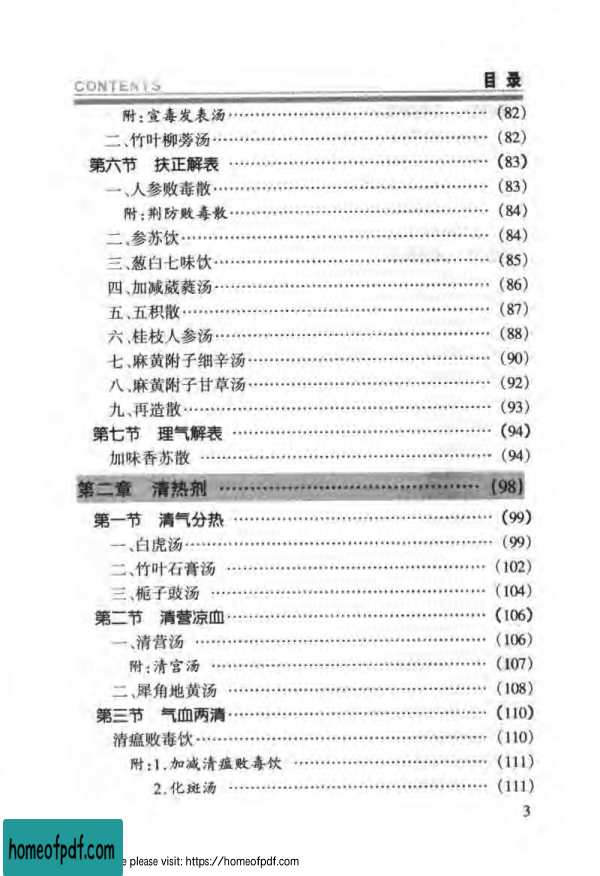 CONTENTS 目录
附:宣毒发表汤 (82)
二、竹叶柳蒡汤 (82)
第六节 扶正解表 (83)
一、人参败毒散 (83)
附:荆防败毒散 (84)
二、参苏饮 (84)
三、葱白七味饮 (85)
四、加减葳蕤汤 (86)
五、五积散 (87)
六、桂枝人参汤 (88)
七、麻黄附子细辛汤 (90)
八、麻黄附子甘草汤 (92)
九、再造散 (93)
第七节 理气解表 (94)
加味香苏散 (94)
第二章 清热剂 (98)
第一节 清气分热 (99)
一、白虎汤 (99)
二、竹叶石膏汤 (102)
三、栀子豉汤 (104)
第二节 清营凉血 (106)
一、清营汤 (106)
附:清宫汤 (107)
二、犀角地黄汤 (108)
第三节 气血两清 (110)
清瘟败毒饮 (110)
附:1.加减清瘟败毒饮 (111)
2.化斑汤 (111)
3
homeofpdf.com
e please visit: https://homeofpdf.com